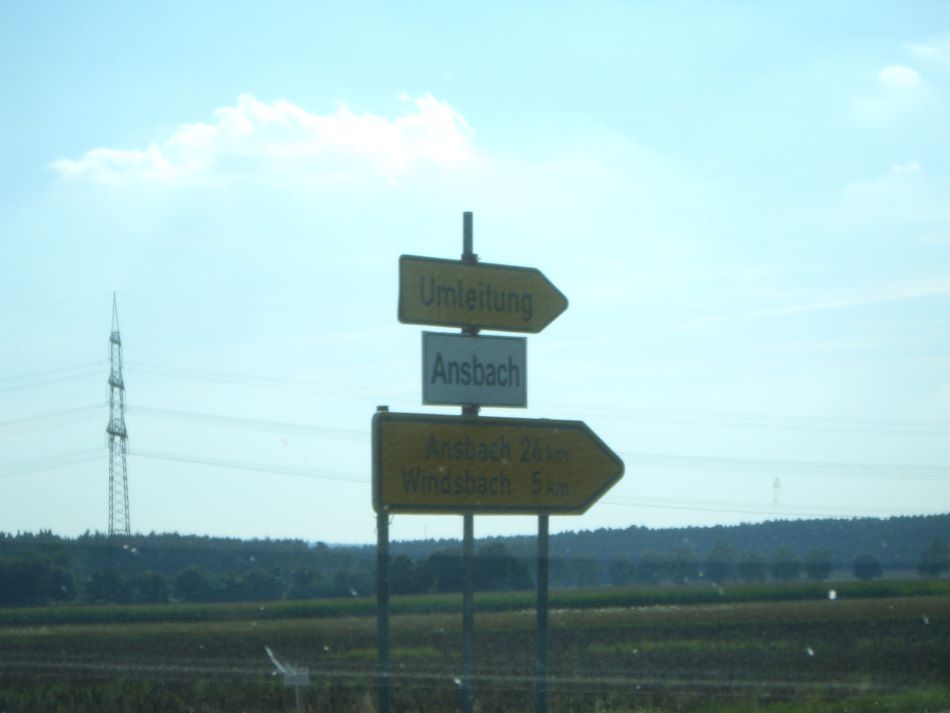 Umleitung
Ansbach
Ansbach 26 km
Windsbach 5 km